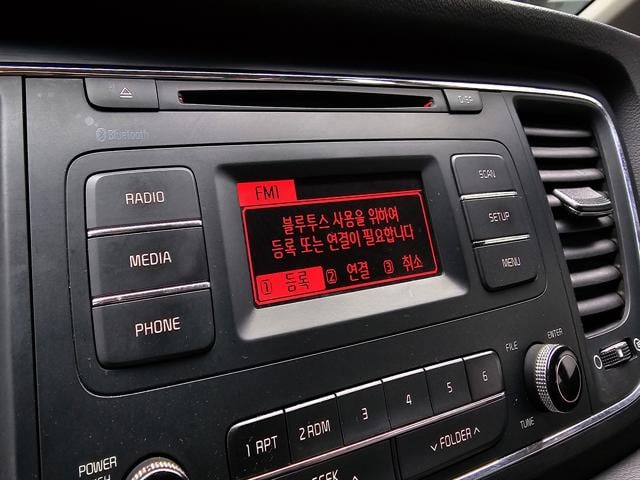 DISP
Bluetooth
RADIO
MEDIA
PHONE
FM1
블루투스 사용을 위하여
등록 또는 연결이 필요합니다
① 등록 ② 연결 ③ 취소
SCAN
SETUP
MENU
1 RPT 2 RDM 3 4 5 6
∨ FOLDER ∧
FILE
ENTER
TUNE
POWER